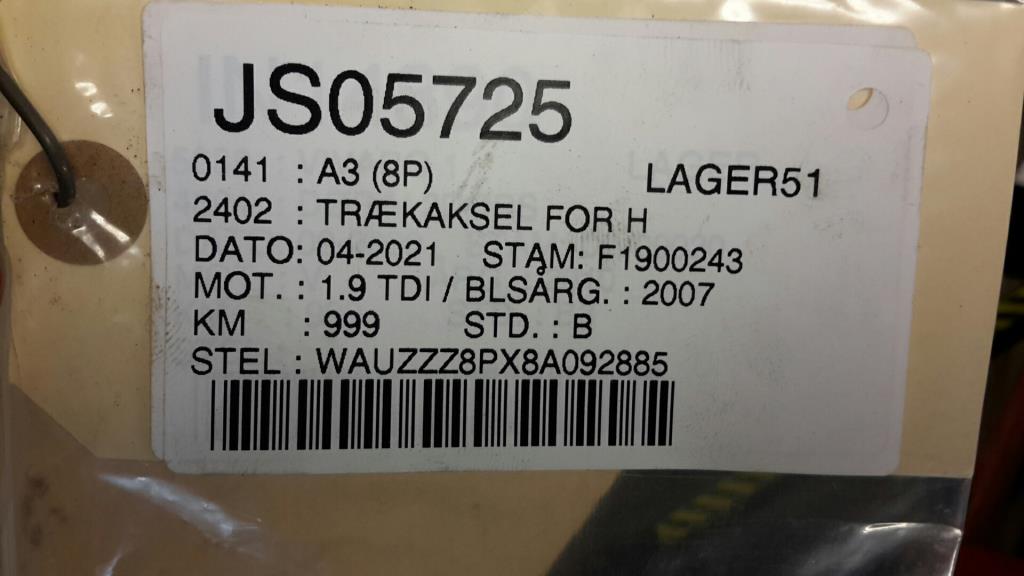 JS05725
0141 : A3 (8P) LAGER51
2402 : TRÆKAKSEL FOR H
DATO: 04-2021 STAM: F1900243
MOT. : 1.9 TDI / BLSÅRG. : 2007
KM : 999 STD. : B
STEL : WAUZZZ8PX8A092885